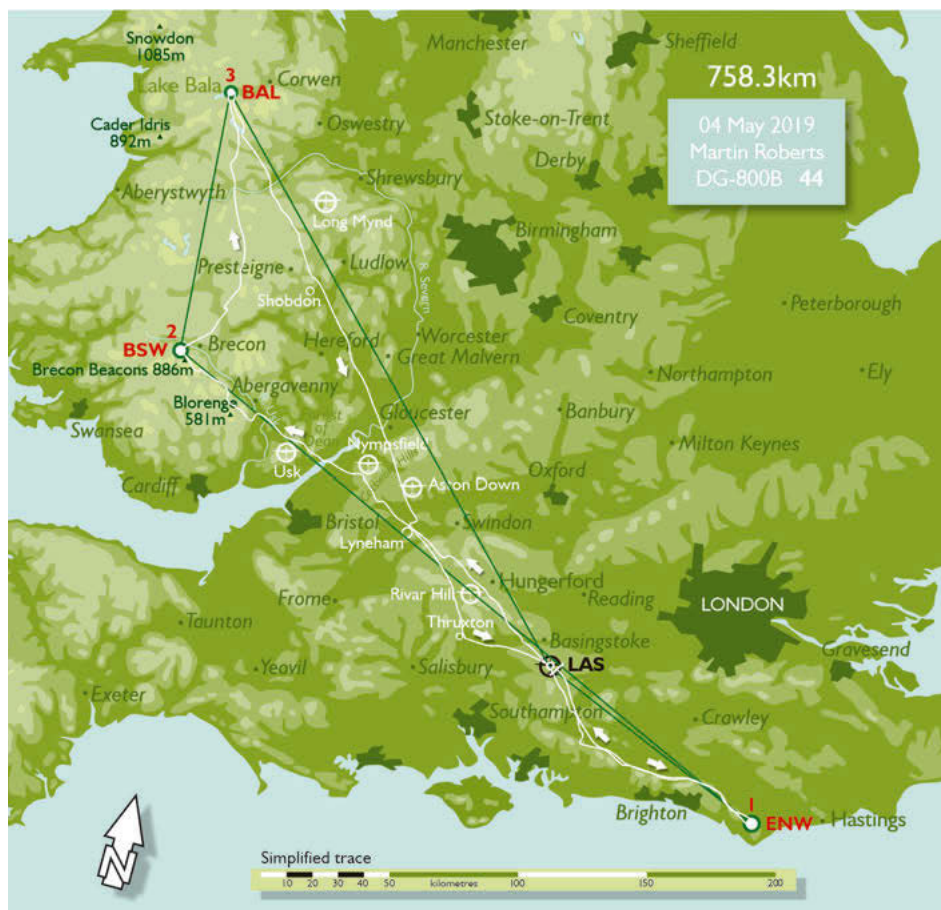 Snowdon
1085m
Manchester
Sheffield
3
Lake Bala
BAL
Corwen
758.3km
04 May 2019
Martin Roberts
DG-800B 44
Cader Idris
892m
Oswestry
Stoke-on-Trent
Derby
Aberystwyth
Shrewsbury
Long Mynd
Birmingham
Presteigne
Ludlow
R. Severn
Shobdon
Peterborough
Coventry
2
BSW
Brecon
Hereford
Worcester
Great Malvern
Brecon Beacons 886m
Northampton
Ely
Abergavenny
Blorenge
581m
Swansea
Forest
of
Dean
Gloucester
Banbury
Milton Keynes
Nympsfield
Usk
Aston Down
Oxford
Cardiff
Bristol
Swindon
Lyneham
Hungerford
Rivar Hill
Reading
Frome
LONDON
Thruxton
Taunton
Basingstoke
Gravesend
LAS
Yeovil
Salisbury
Exeter
Southampton
Crawley
Brighton
1
ENW
Hastings
N
Simplified trace
10 20 30 40 50 kilometres 100 150 200